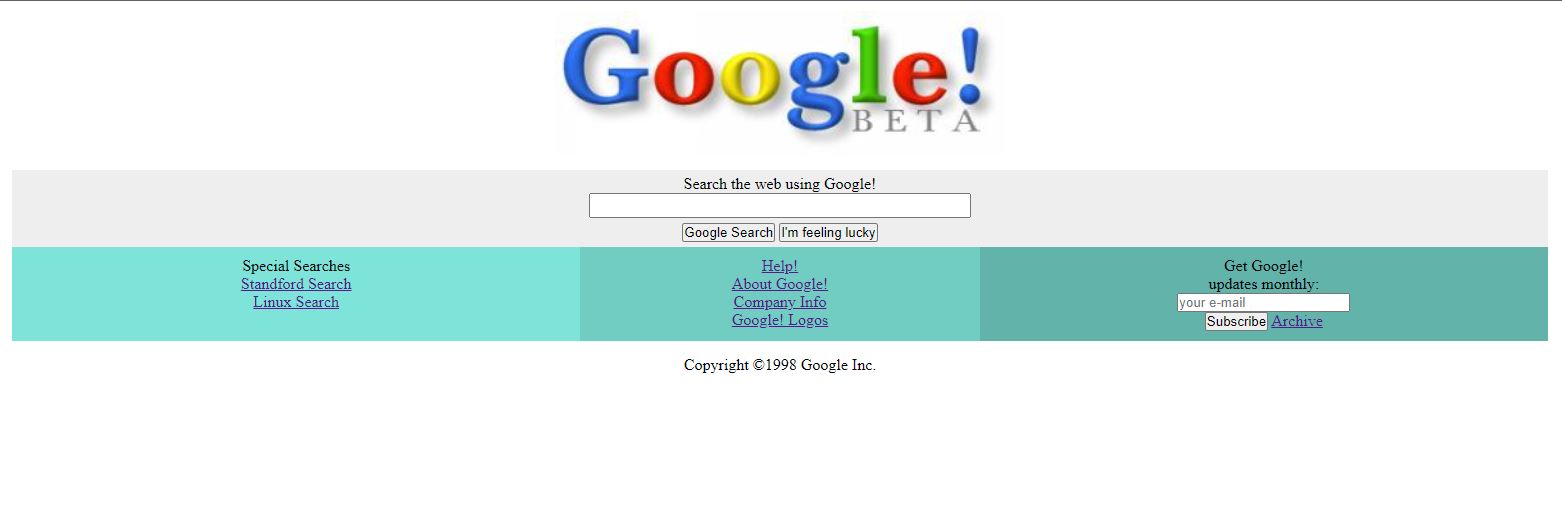 Google!
BETA
Search the web using Google!
Google Search I'm feeling lucky
Special Searches
Standford Search
Linux Search
Help!
About Google!
Company Info
Google! Logos
Get Google!
updates monthly:
your e-mail
Subscribe Archive
Copyright ©1998 Google Inc.